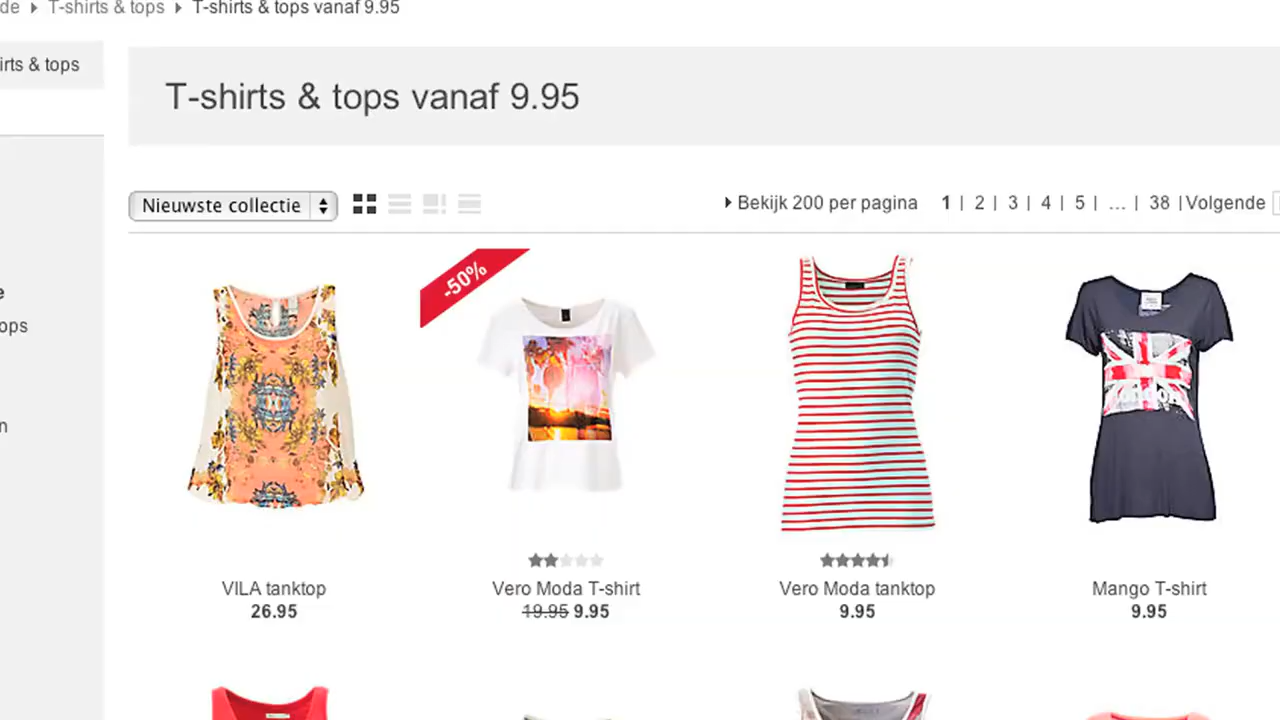 de ▸ T-shirts & tops ▸ T-shirts & tops vanaf 9.95
irts & tops
T-shirts & tops vanaf 9.95
Nieuwste collectie
Bekijk 200 per pagina 1 | 2 | 3 | 4 | 5 | ... | 38 | Volgende
e
ops
n
-50%
VILA tanktop
26.95
Vero Moda T-shirt
19.95 9.95
Vero Moda tanktop
9.95
Mango T-shirt
9.95